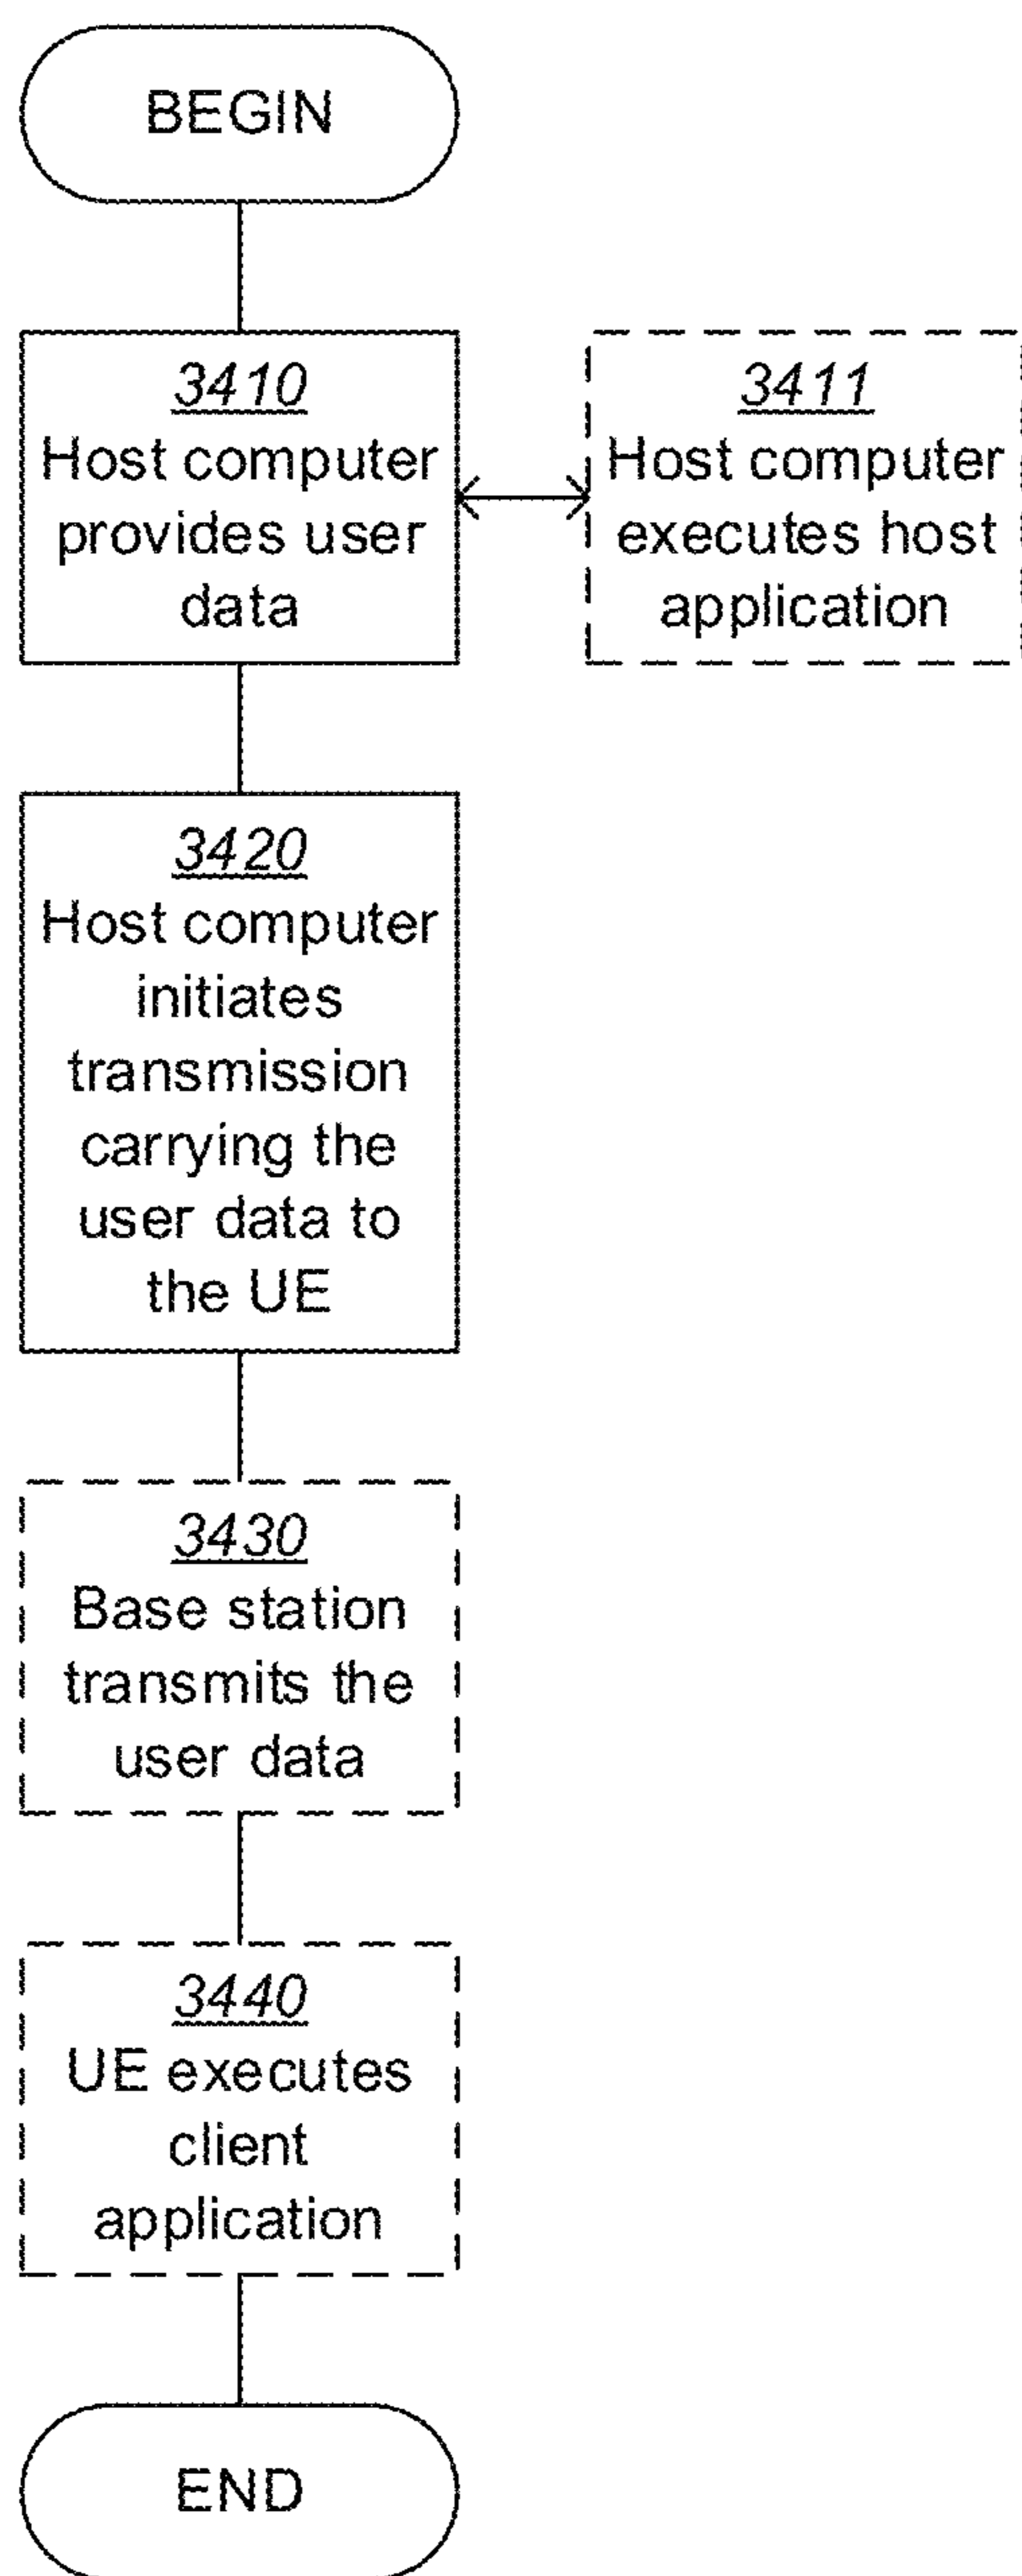 BEGIN
3410
Host computer
provides user
data
3411
Host computer
executes host
application
3420
Host computer
initiates
transmission
carrying the
user data to
the UE
3430
Base station
transmits the
user data
3440
UE executes
client
application
END